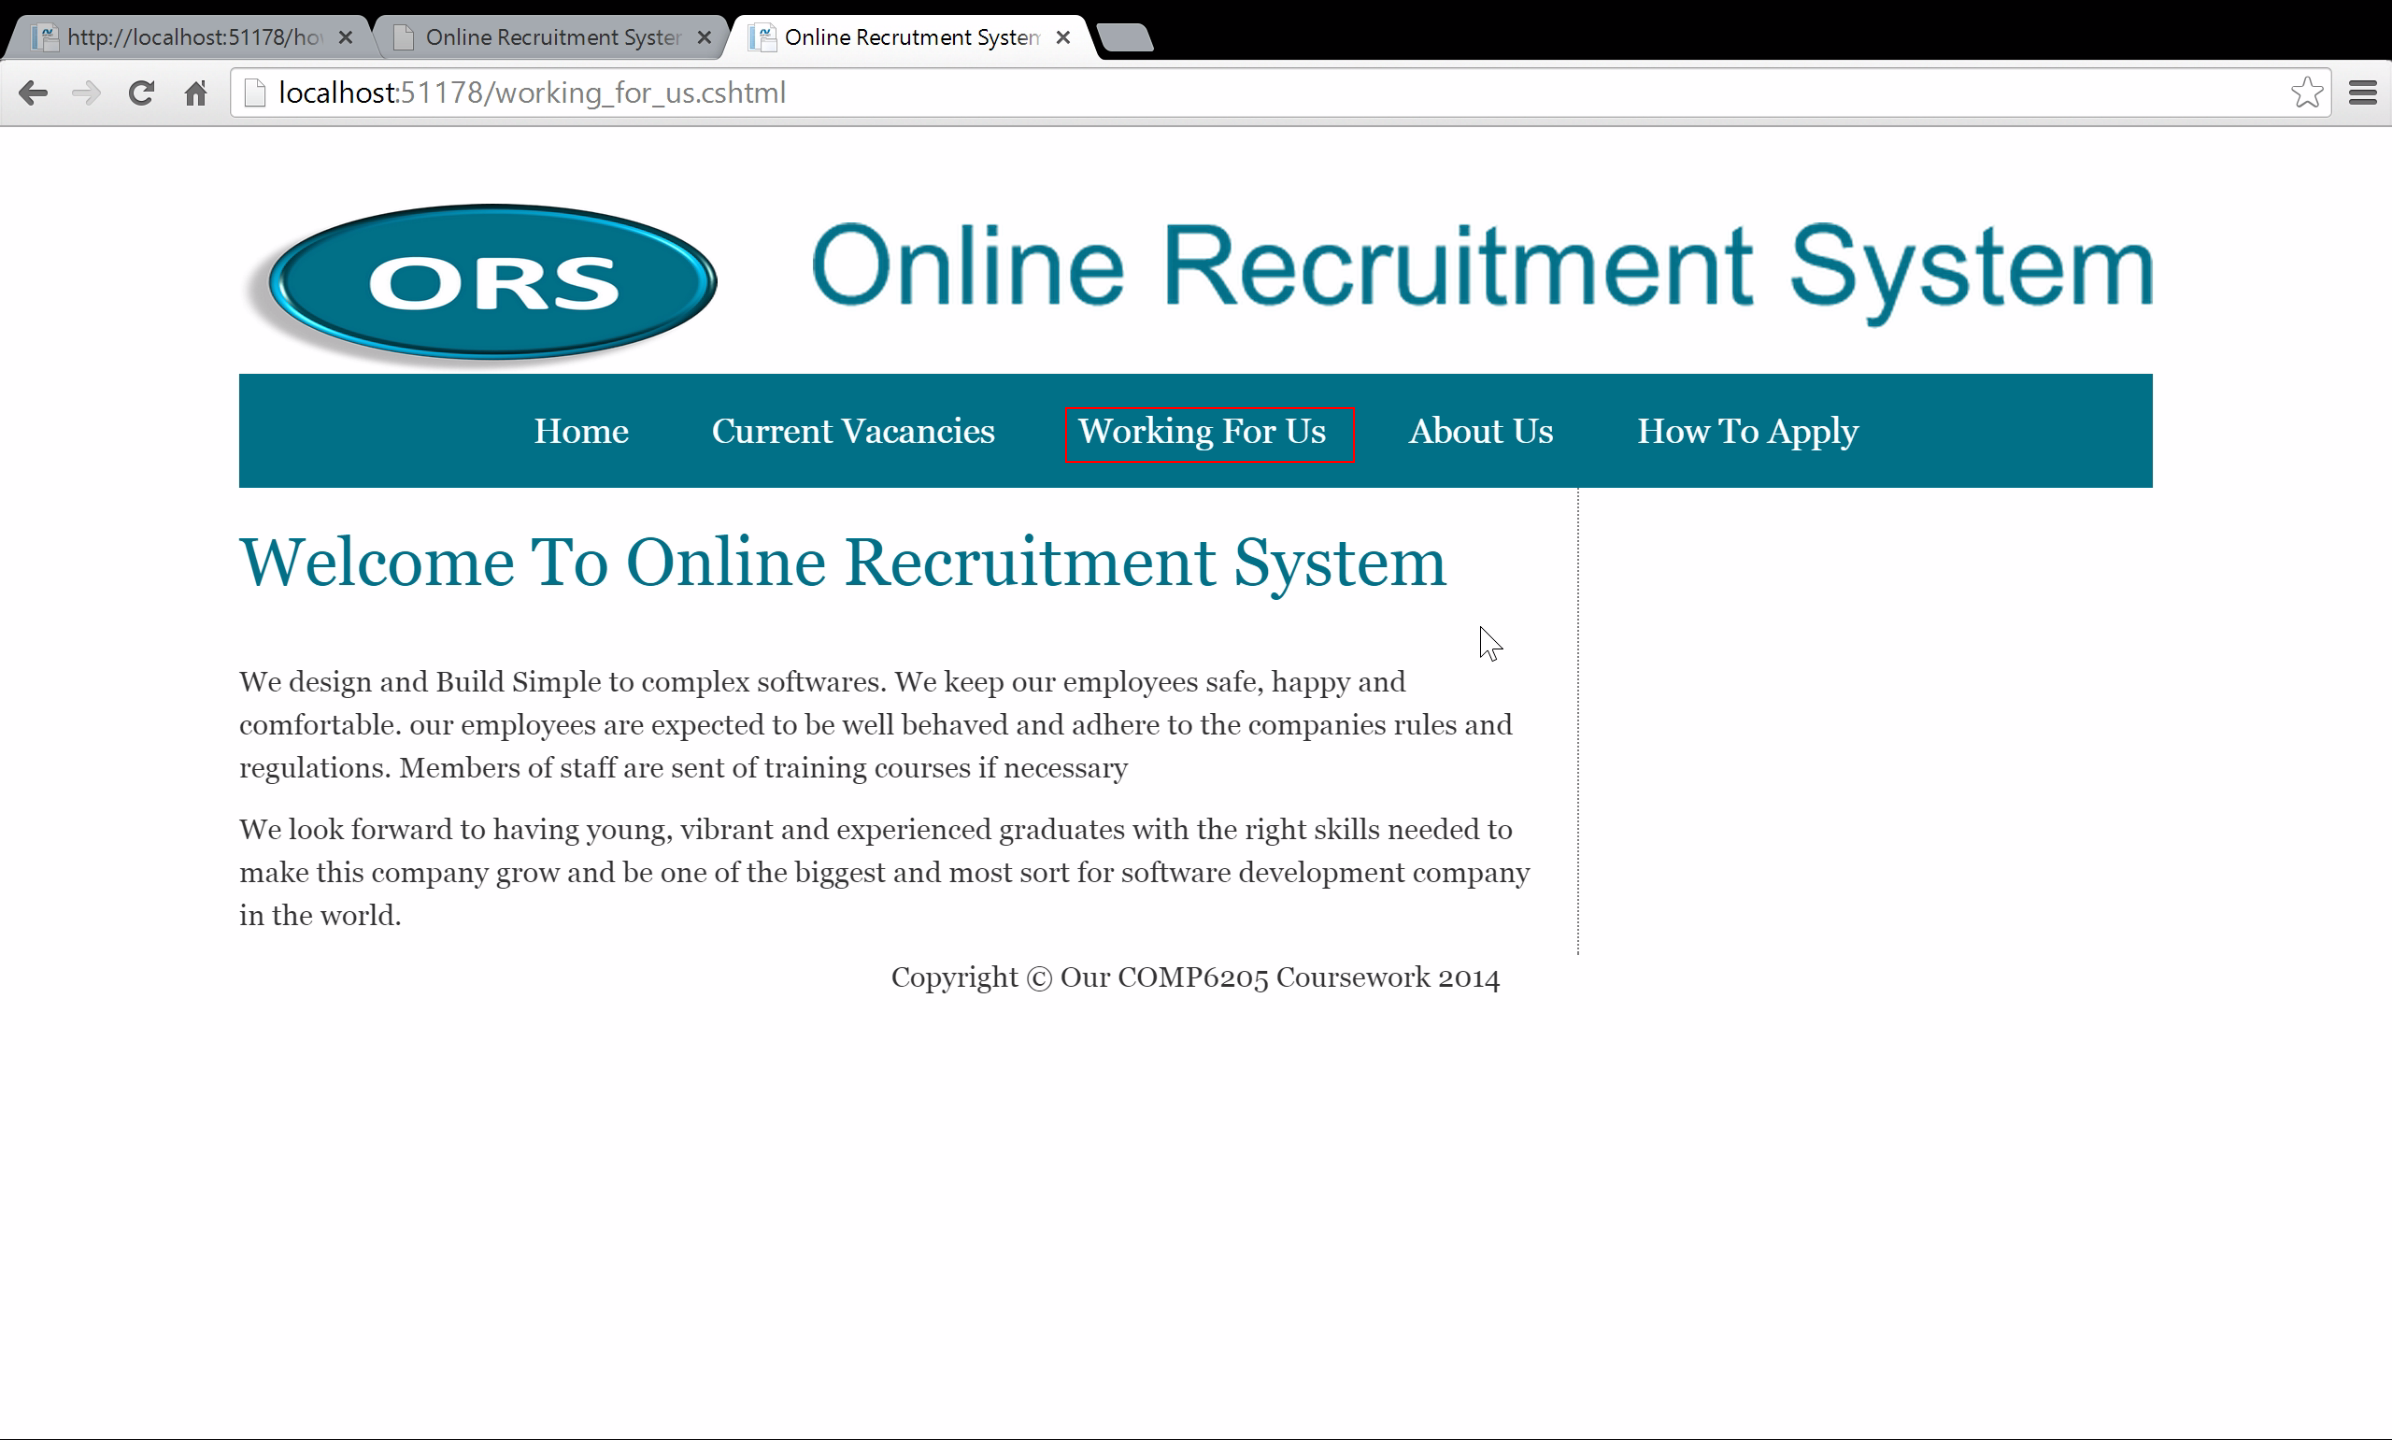 http://localhost:51178/ho
Online Recruitment System
Online Recrutment System
localhost:51178/working_for_us.cshtml
ORS
Online Recruitment System
Home Current Vacancies Working For Us About Us How To Apply
Welcome To Online Recruitment System
We design and Build Simple to complex softwares. We keep our employees safe, happy and
comfortable. our employees are expected to be well behaved and adhere to the companies rules and
regulations. Members of staff are sent of training courses if necessary
We look forward to having young, vibrant and experienced graduates with the right skills needed to
make this company grow and be one of the biggest and most sort for software development company
in the world.
Copyright © Our COMP6205 Coursework 2014